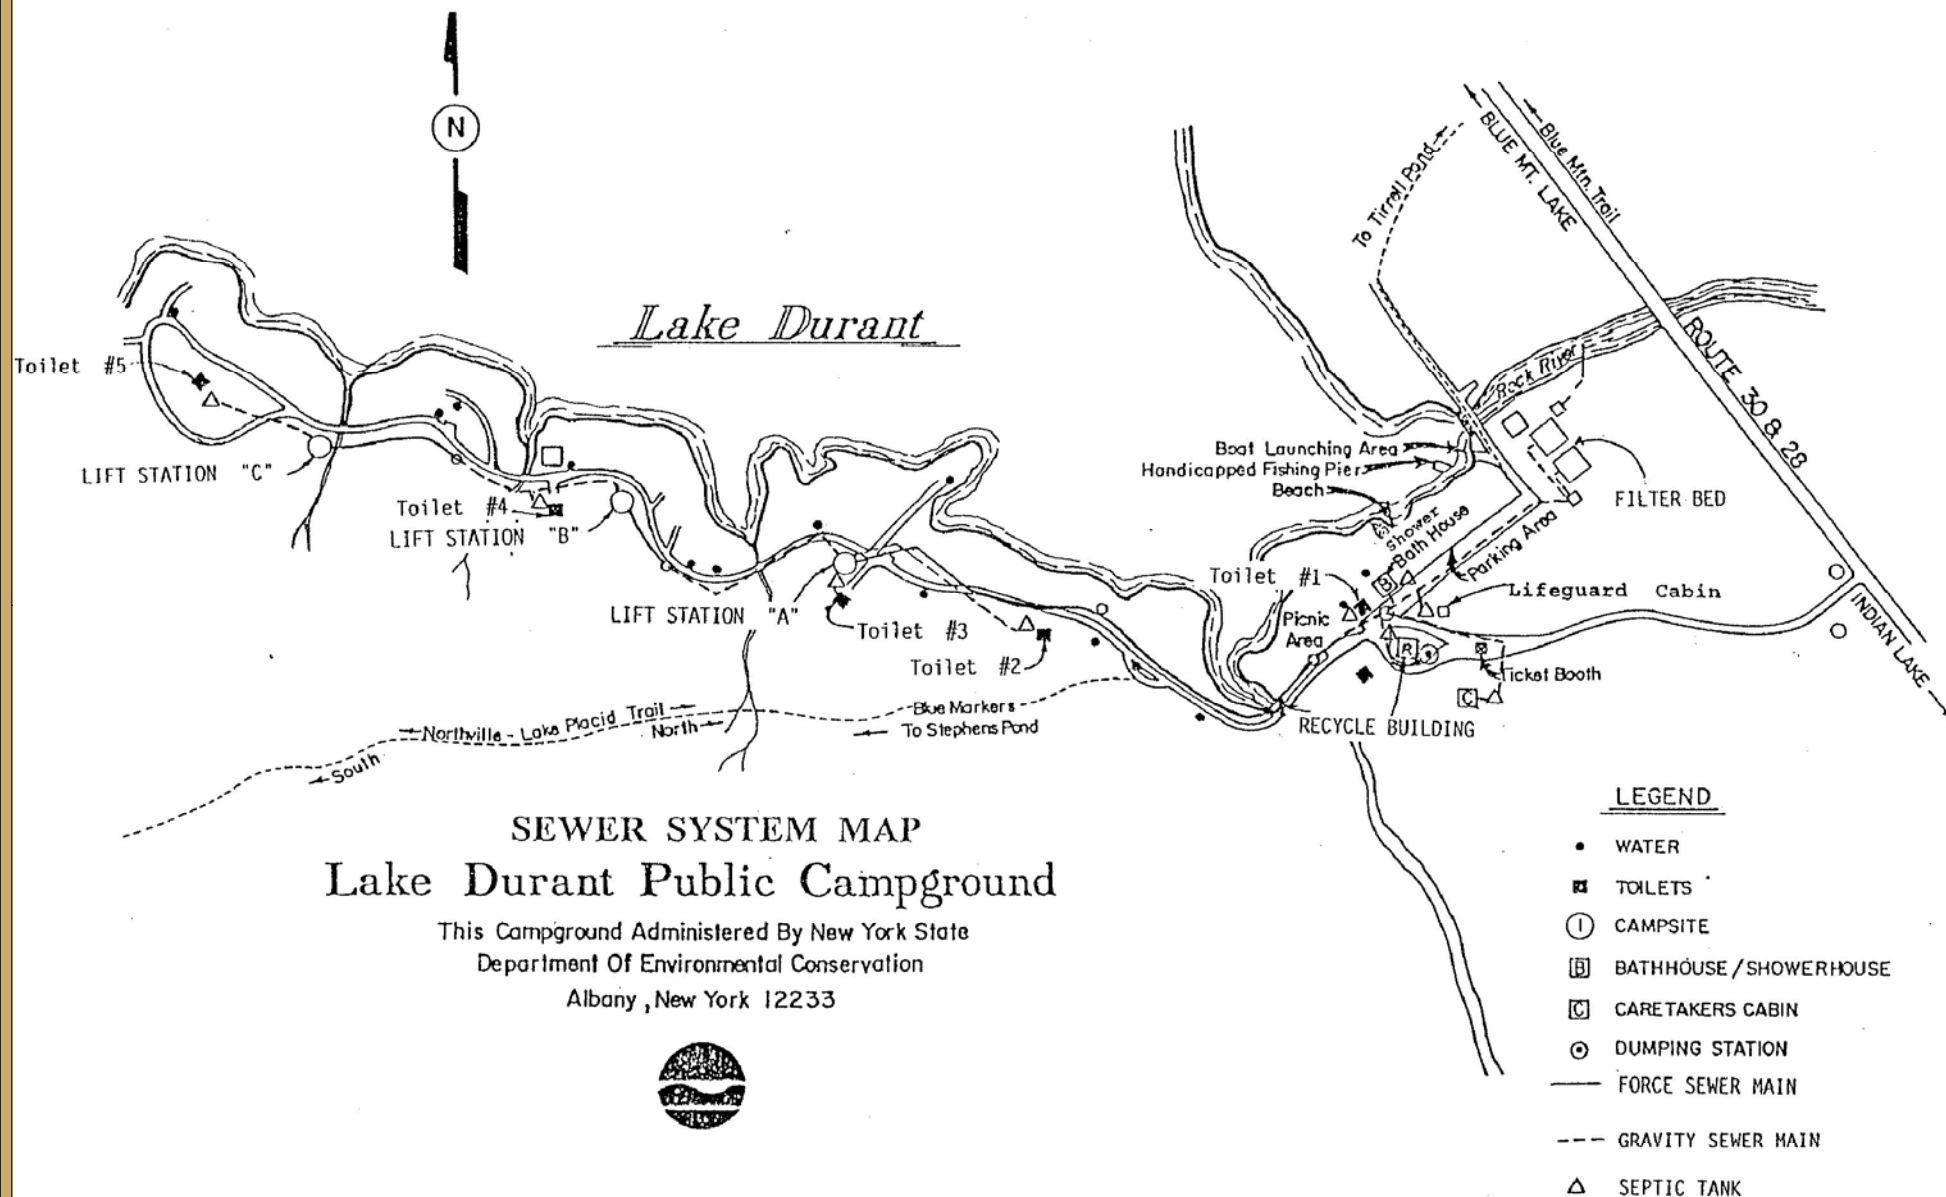 N
Lake Durant
To Tirrell Pond
BLUE MT. LAKE
Blue Mtn. Trail
ROUTE 30 & 28
Rock River
Toilet #5
LIFT STATION "C"
Toilet #4
LIFT STATION "B"
LIFT STATION "A"
Toilet #3
Toilet #2
Boat Launching Area
Handicapped Fishing Pier
Beach
Shower
Bath House
Parking Area
FILTER BED
Toilet #1
B
Lifeguard Cabin
Picnic
Area
R
Ticket Booth
C
RECYCLE BUILDING
INDIAN LAKE
Northville - Lake Placid Trail
North
South
Blue Markers
To Stephens Pond
SEWER SYSTEM MAP
Lake Durant Public Campground
This Campground Administered By New York State
Department Of Environmental Conservation
Albany , New York 12233
LEGEND
WATER
TOILETS
1 CAMPSITE
B BATHHOUSE/SHOWERHOUSE
C CARETAKERS CABIN
DUMPING STATION
FORCE SEWER MAIN
GRAVITY SEWER MAIN
SEPTIC TANK